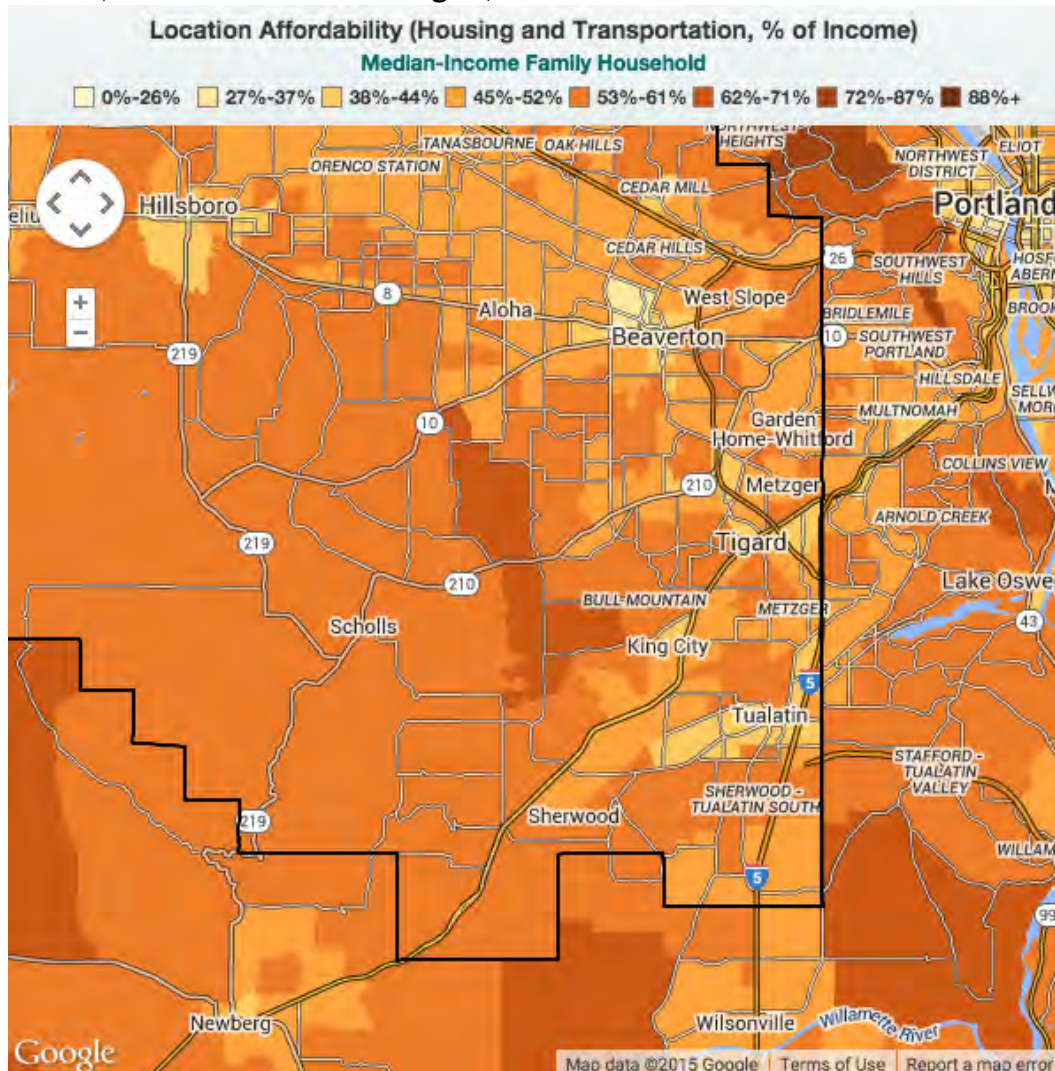 Location Affordability (Housing and Transportation, % of Income)
Median-Income Family Household
0%-26% 27%-37% 38%-44% 45%-52% 53%-61% 62%-71% 72%-87% 88%+
HEIGHTS
TANASBOURNE OAK HILLS
ELIOT
ORENCO STATION
NORTHWEST
DISTRICT
CEDAR MILL
Hillsboro
Portland
CEDAR HILLS
26
SOUTHWEST
HILLS
8
West Slope
Aloha
BRIDLEMILE
Beaverton
10
SOUTHWEST
PORTLAND
219
HILLSDALE
MULTNOMAH
10
Garden
Home-Whitford
COLLINS VIEW
210
Metzger
ARNOLD CREEK
219
Tigard
210
Lake Oswe
BULL-MOUNTAIN
METZGER
43
Scholls
King City
5
Tualatin
STAFFORD -
TUALATIN
VALLEY
SHERWOOD -
TUALATIN SOUTH
219
Sherwood
WILLAM
5
99
Newberg
Wilsonville
Willamette River
Google
Map data ©2015 Google Terms of Use Report a map error